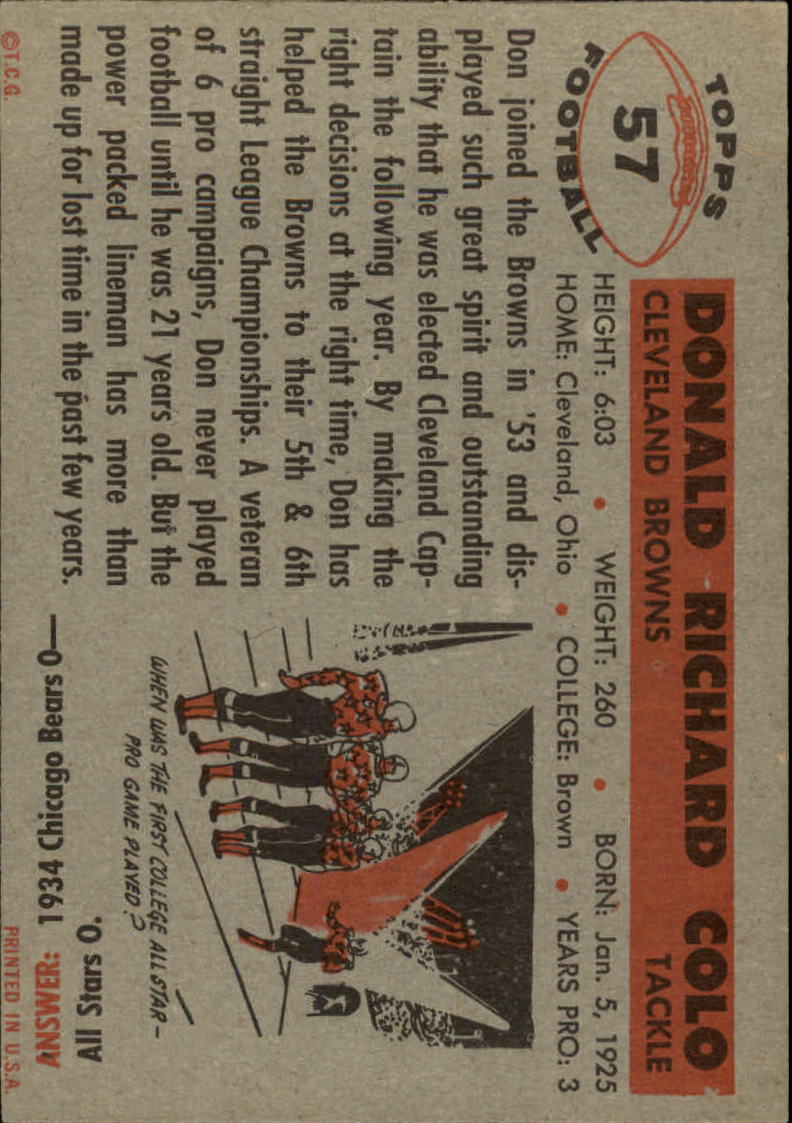 TOPPS
57
FOOTBALL
DONALD RICHARD COLO
CLEVELAND BROWNS TACKLE
HEIGHT: 6:03 • WEIGHT: 260 • BORN: Jan. 5, 1925
HOME: Cleveland, Ohio • COLLEGE: Brown • YEARS PRO: 3
Don joined the Browns in '53 and dis-
played such great spirit and outstanding
ability that he was elected Cleveland Cap-
tain the following year. By making the
right decisions at the right time, Don has
helped the Browns to their 5th & 6th
straight League Championships. A veteran
of 6 pro campaigns, Don never played
football until he was 21 years old. But the
power packed lineman has more than
made up for lost time in the past few years.
WHEN WAS THE FIRST COLLEGE ALL STAR –
PRO GAME PLAYED?
ANSWER: 1934 Chicago Bears 0—
All Stars 0.
©T.C.G.
PRINTED IN U.S.A.